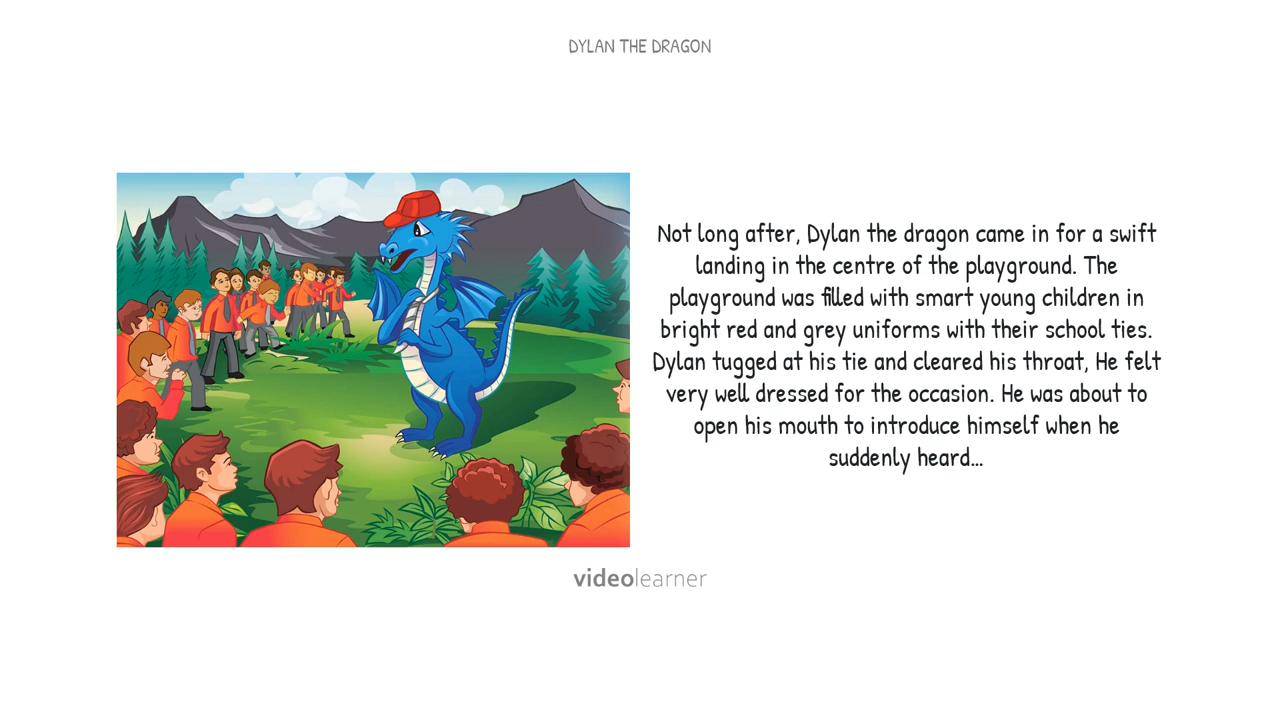 DYLAN THE DRAGON
Not long after, Dylan the dragon came in for a swift
landing in the centre of the playground. The
playground was filled with smart young children in
bright red and grey uniforms with their school ties.
Dylan tugged at his tie and cleared his throat, He felt
very well dressed for the occasion. He was about to
open his mouth to introduce himself when he
suddenly heard...
videolearner